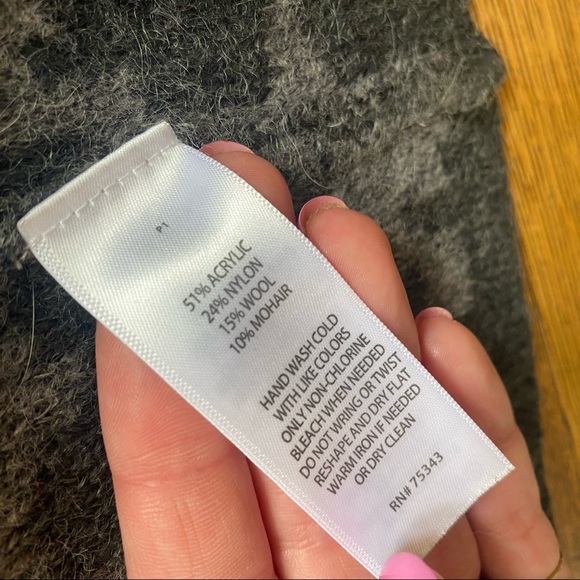 P1
51% ACRYLIC
24% NYLON
15% WOOL
10% MOHAIR
HAND WASH COLD
WITH LIKE COLORS
ONLY NON-CHLORINE
BLEACH WHEN NEEDED
DO NOT WRING OR TWIST
RESHAPE AND DRY FLAT
WARM IRON IF NEEDED
OR DRY CLEAN
RN# 75343